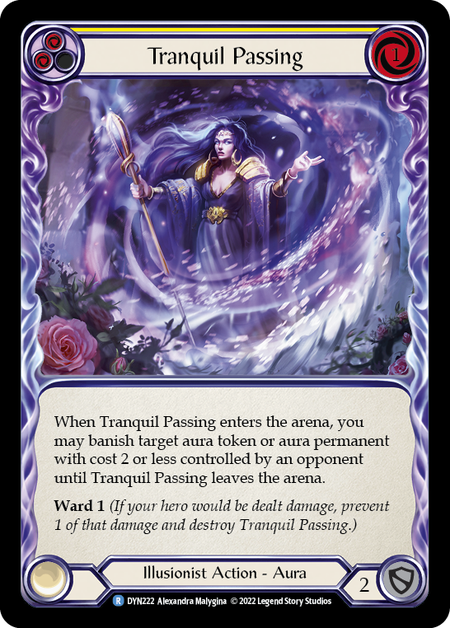 Tranquil Passing
1
When Tranquil Passing enters the arena, you
may banish target aura token or aura permanent
with cost 2 or less controlled by an opponent
until Tranquil Passing leaves the arena.
Ward 1 (If your hero would be dealt damage, prevent
1 of that damage and destroy Tranquil Passing.)
Illusionist Action - Aura
2
R DYN222 Alexandra Malygina © 2022 Legend Story Studios